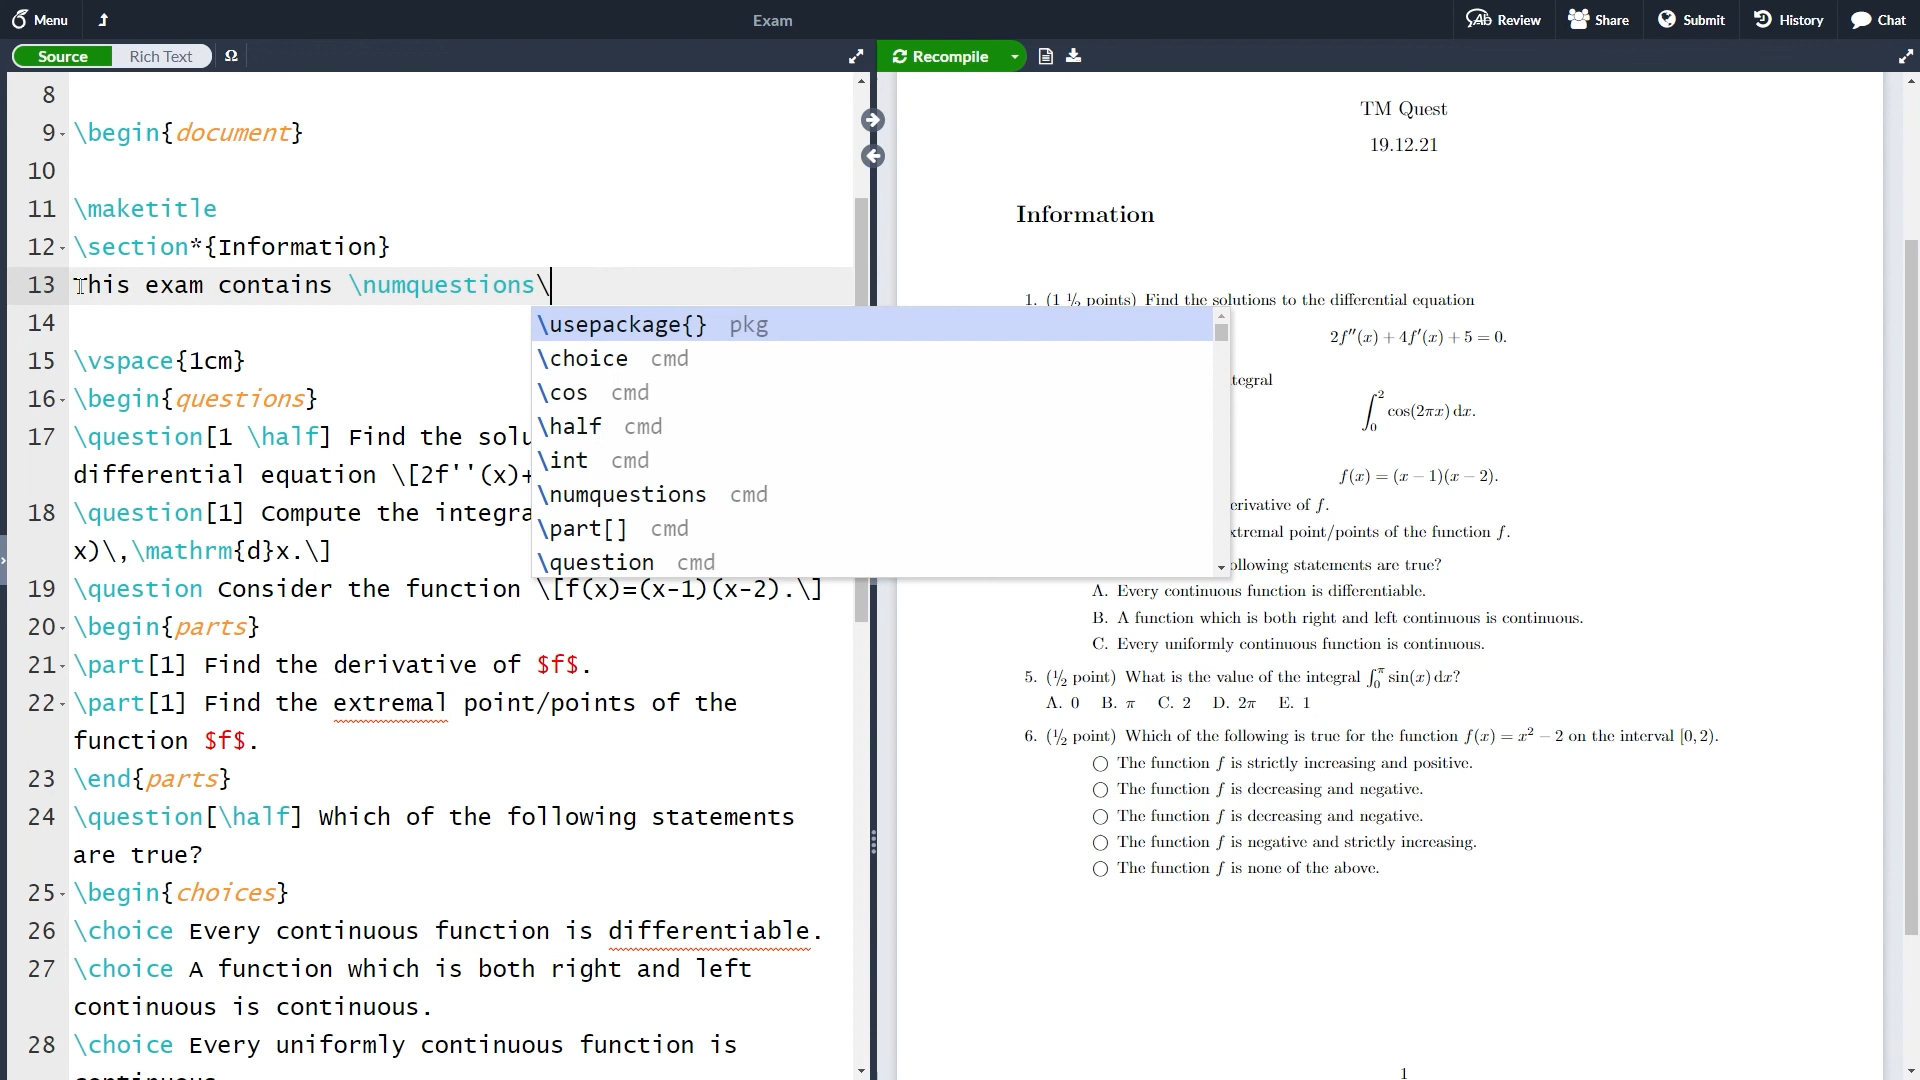 Menu
Exam
Review
Share
Submit
History
Chat
Source
Rich Text
Ω
Recompile
8
9 \begin{document}
10
11 \maketitle
12 \section*{Information}
13 This exam contains \numquestions\
14
15 \vspace{1cm}
16 \begin{questions}
17 \question[1 \half] Find the solu
differential equation \[2f''(x)+
18 \question[1] Compute the integra
x)\,\mathrm{d}x.\]
19 \question Consider the function \[f(x)=(x-1)(x-2).\]
20 \begin{parts}
21 \part[1] Find the derivative of $f$.
22 \part[1] Find the extremal point/points of the
function $f$.
23 \end{parts}
24 \question[\half] Which of the following statements
are true?
25 \begin{choices}
26 \choice Every continuous function is differentiable.
27 \choice A function which is both right and left
continuous is continuous.
28 \choice Every uniformly continuous function is
\usepackage{} pkg
\choice cmd
\cos cmd
\half cmd
\int cmd
\numquestions cmd
\part[] cmd
\question cmd
TM Quest
19.12.21
Information
1. (1 ½ points) Find the solutions to the differential equation
2f′′(x) + 4f′(x) + 5 = 0.
tegral
∫₀² cos(2πx) dx.
f(x) = (x − 1)(x − 2).
erivative of f.
xtremal point/points of the function f.
ollowing statements are true?
A. Every continuous function is differentiable.
B. A function which is both right and left continuous is continuous.
C. Every uniformly continuous function is continuous.
5. (½ point) What is the value of the integral ∫₀^π sin(x) dx?
A. 0 B. π C. 2 D. 2π E. 1
6. (½ point) Which of the following is true for the function f(x) = x² − 2 on the interval [0, 2).
The function f is strictly increasing and positive.
The function f is decreasing and negative.
The function f is decreasing and negative.
The function f is negative and strictly increasing.
The function f is none of the above.
1